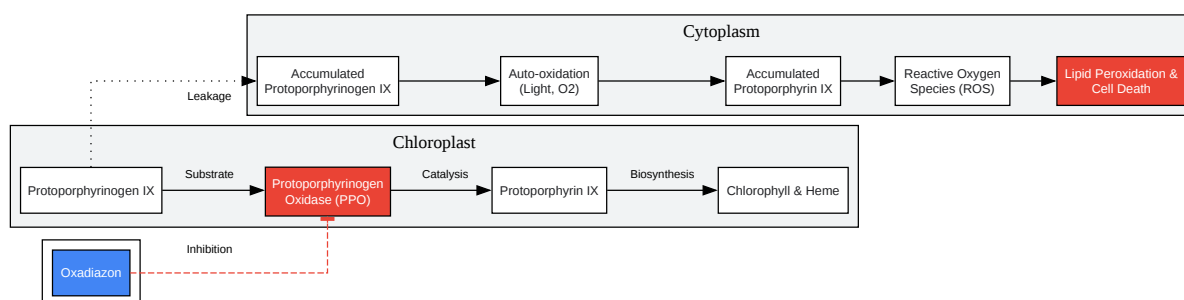 Cytoplasm
Accumulated
Protoporphyrinogen IX
Auto-oxidation
(Light, O2)
Accumulated
Protoporphyrin IX
Reactive Oxygen
Species (ROS)
Lipid Peroxidation &
Cell Death
Leakage
Chloroplast
Protoporphyrinogen IX
Substrate
Protoporphyrinogen
Oxidase (PPO)
Catalysis
Protoporphyrin IX
Biosynthesis
Chlorophyll & Heme
Inhibition
Oxadiazon